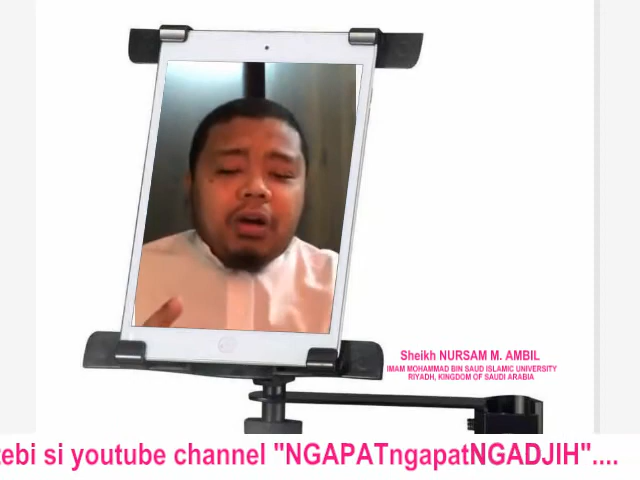 Sheikh NURSAM M. AMBIL
IMAM MOHAMMAD BIN SAUD ISLAMIC UNIVERSITY
RIYADH, KINGDOM OF SAUDI ARABIA
si youtube channel "NGAPATngapatNGADJIH"....